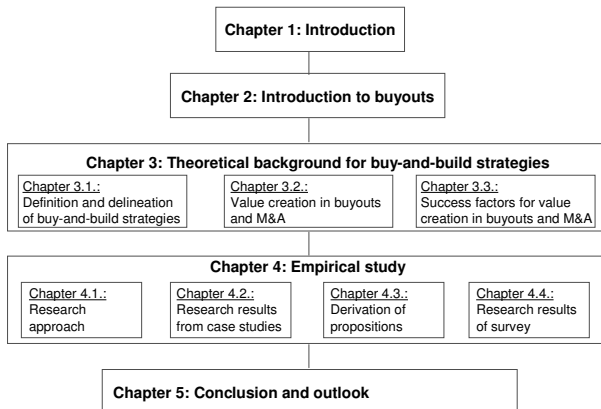 Chapter 1: Introduction
Chapter 2: Introduction to buyouts
Chapter 3: Theoretical background for buy-and-build strategies
Chapter 3.1.:
Definition and delineation
of buy-and-build strategies
Chapter 3.2.:
Value creation in buyouts
and M&A
Chapter 3.3.:
Success factors for value
creation in buyouts and M&A
Chapter 4: Empirical study
Chapter 4.1.:
Research
approach
Chapter 4.2.:
Research results
from case studies
Chapter 4.3.:
Derivation of
propositions
Chapter 4.4.:
Research results
of survey
Chapter 5: Conclusion and outlook